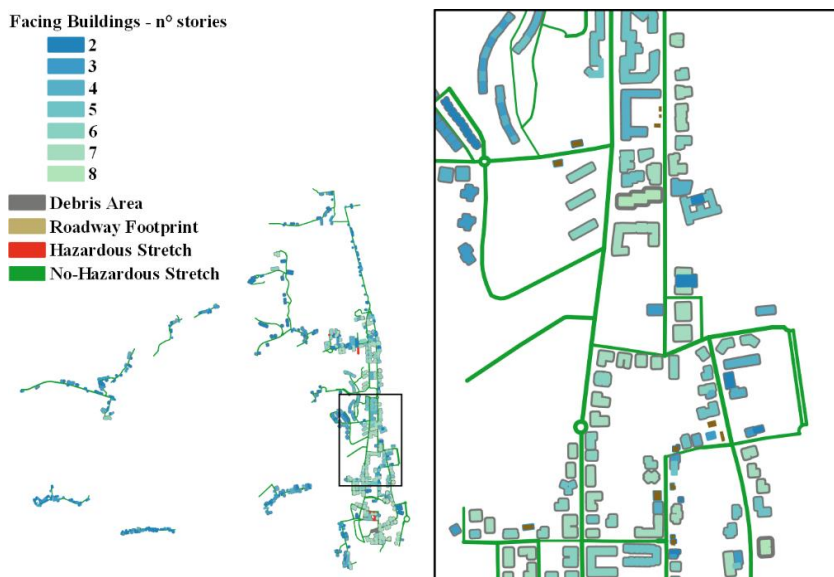 Facing Buildings - n° stories
2
3
4
5
6
7
8
Debris Area
Roadway Footprint
Hazardous Stretch
No-Hazardous Stretch